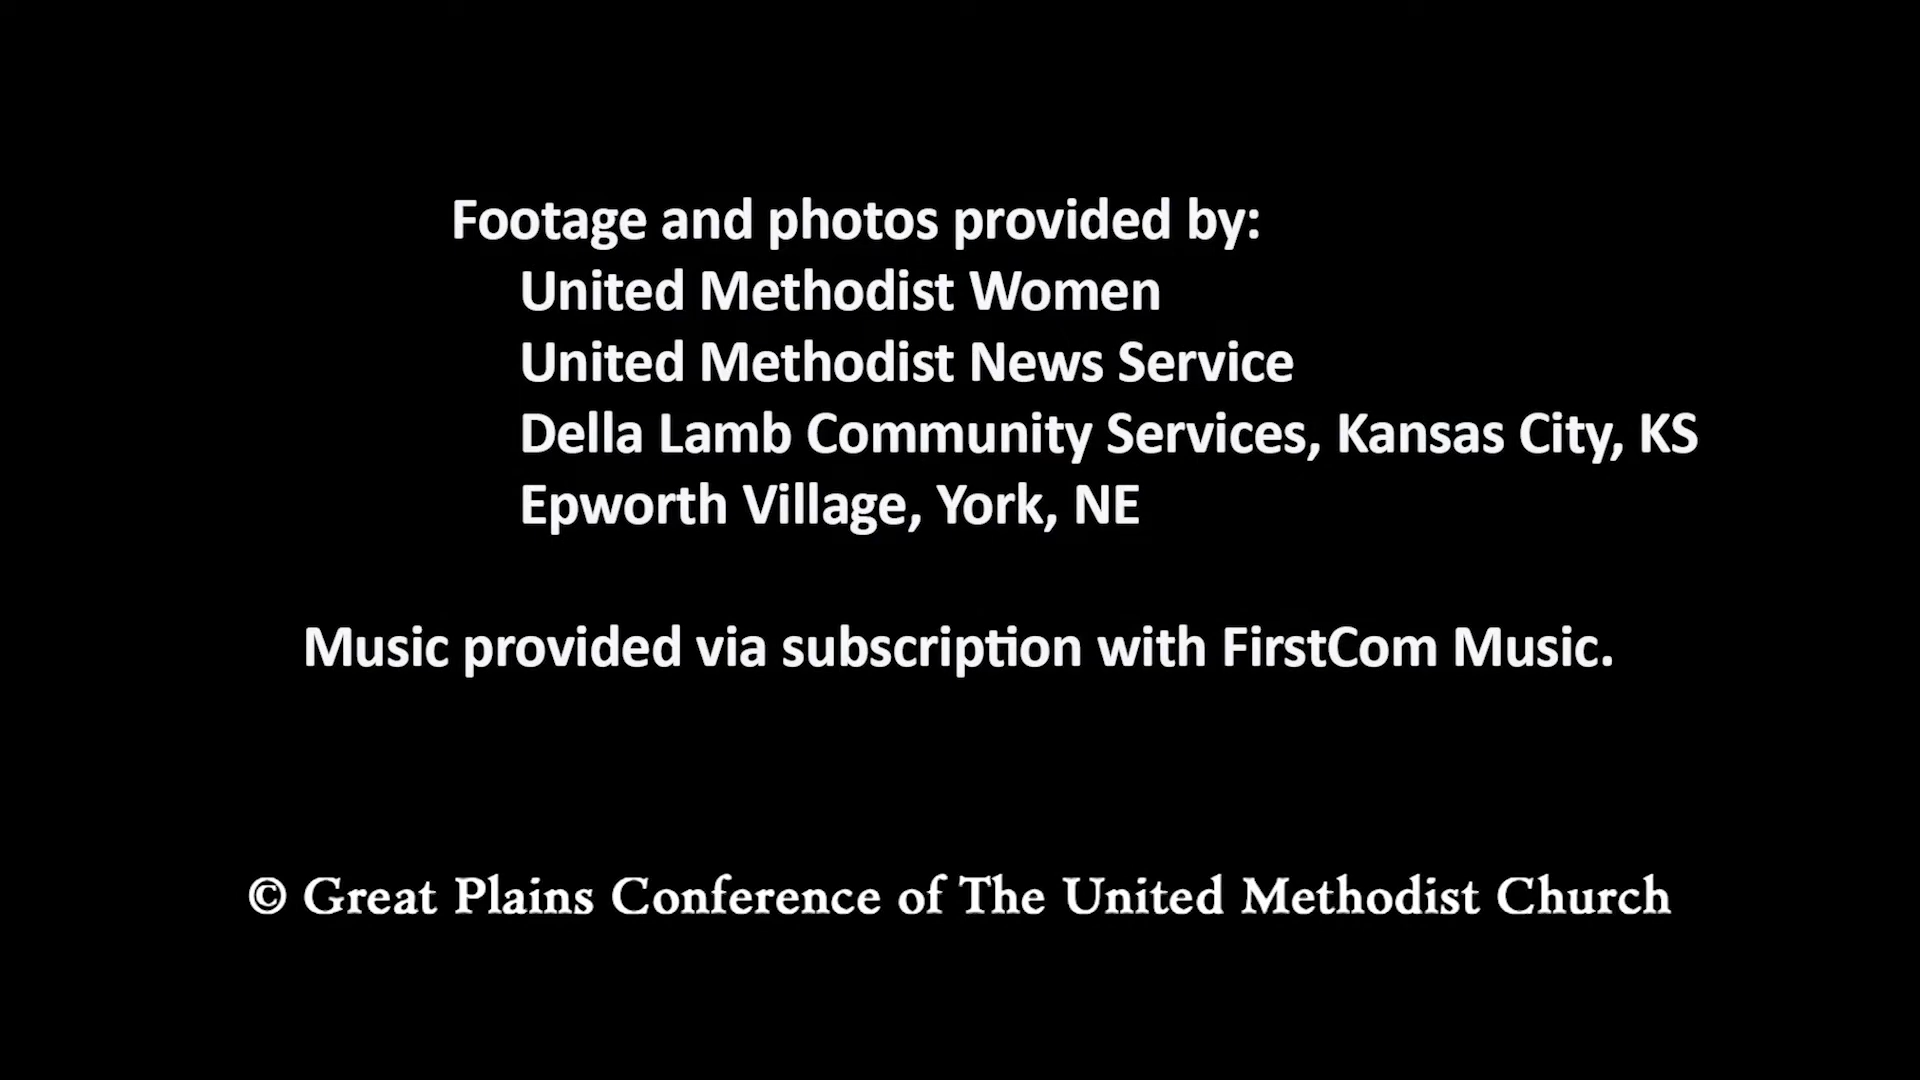 Footage and photos provided by:
United Methodist Women
United Methodist News Service
Della Lamb Community Services, Kansas City, KS
Epworth Village, York, NE
Music provided via subscription with FirstCom Music.
© Great Plains Conference of The United Methodist Church